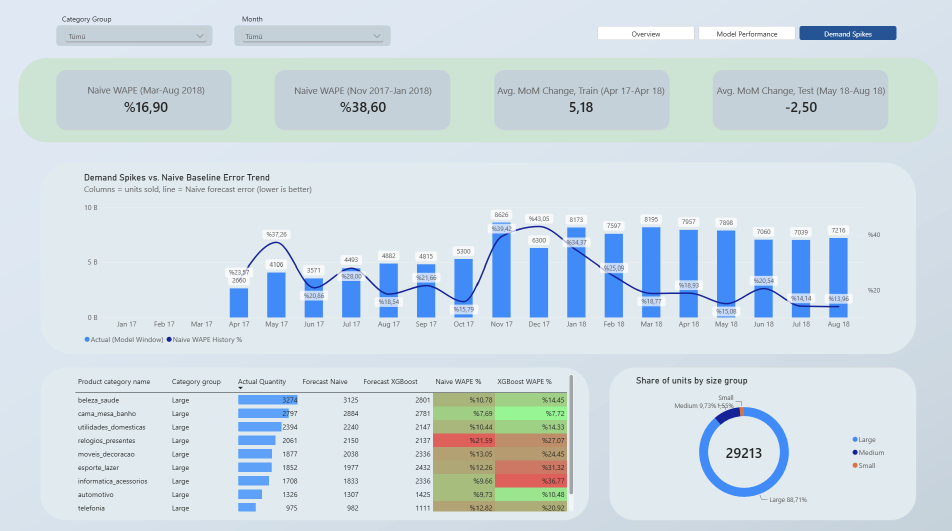 Category Group
Month
Tümü
Tümü
Overview
Model Performance
Demand Spikes
Naive WAPE (Mar-Aug 2018)
%16,90
Naive WAPE (Nov 2017-Jan 2018)
%38,60
Avg. MoM Change, Train (Apr 17-Apr 18)
5,18
Avg. MoM Change, Test (May 18-Aug 18)
-2,50
Demand Spikes vs. Naive Baseline Error Trend
Columns = units sold, line = Naive forecast error (lower is better)
10 B
5 B
0 B
%40
%20
2660
4106
3571
4493
4882
4815
5300
8626
6300
8173
7597
8195
7957
7898
7060
7039
7216
%23,57
%37,26
%20,86
%28,00
%18,54
%21,66
%15,79
%39,42
%43,05
%34,37
%25,09
%18,77
%18,93
%15,08
%20,54
%14,14
%13,96
Jan 17
Feb 17
Mar 17
Apr 17
May 17
Jun 17
Jul 17
Aug 17
Sep 17
Oct 17
Nov 17
Dec 17
Jan 18
Feb 18
Mar 18
Apr 18
May 18
Jun 18
Jul 18
Aug 18
Actual (Model Window) Naive WAPE History %
Product category name Category group Actual Quantity Forecast Naive Forecast XGBoost Naive WAPE % XGBoost WAPE %
beleza_saude Large 3274 3125 2801 %10,78 %14,45
cama_mesa_banho Large 2797 2884 2781 %7,69 %7,72
utilidades_domesticas Large 2394 2240 2147 %10,44 %14,33
relogios_presentes Large 2061 2150 2137 %21,59 %27,07
moveis_decoracao Large 1877 2038 2336 %13,05 %24,45
esporte_lazer Large 1852 1977 2432 %12,26 %31,32
informatica_acessorios Large 1708 1833 2336 %9,66 %36,77
automotivo Large 1326 1307 1425 %9,73 %10,48
telefonia Large 975 982 1111 %12,82 %20,92
Share of units by size group
Small
1,55%
Medium 9,73%
29213
Large 88,71%
Large
Medium
Small